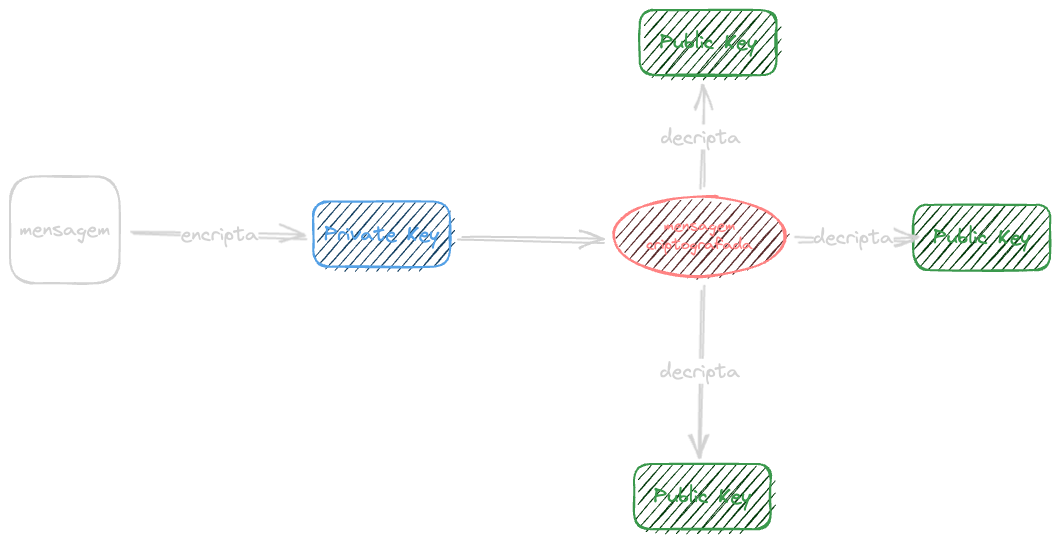 Public Key
decripta
mensagem
encripta
Private Key
mensagem
criptografada
decripta
Public Key
decripta
Public Key